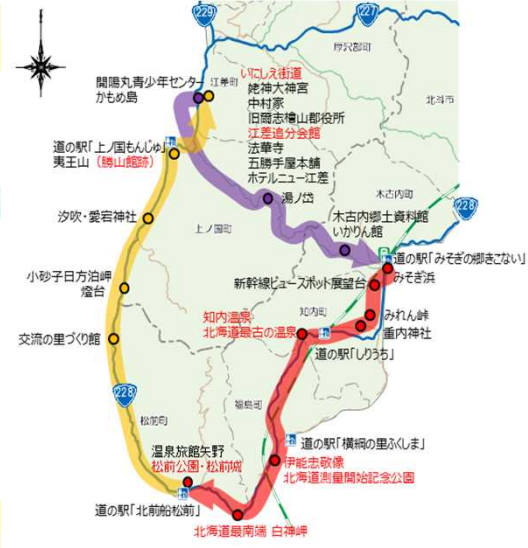 229
227
厚沢部町
開陽丸青少年センター
かもめ島
江差町
いにしえ街道
姥神大神宮
中村家
旧爾志檜山郡役所
江差追分会館
法華寺
五勝手屋本舗
ホテルニュー江差
北斗市
道の駅「上ノ国もんじゅ」
夷王山（勝山館跡）
湯ノ岱
木古内町
228
汐吹・愛宕神社
上ノ国町
木古内郷土資料館
いかりん館
道の駅「みそぎの郷きこない」
みそぎ浜
新幹線ビュースポット展望台
小砂子日方泊岬
燈台
知内温泉
北海道最古の温泉
知内町
みれん峠
重内神社
交流の里づくり館
道の駅「しりうち」
228
福島町
松前町
道の駅「横綱の里ふくしま」
温泉旅館矢野
松前公園・松前城
伊能忠敬像
北海道測量開始記念公園
道の駅「北前船松前」
北海道最南端 白神岬